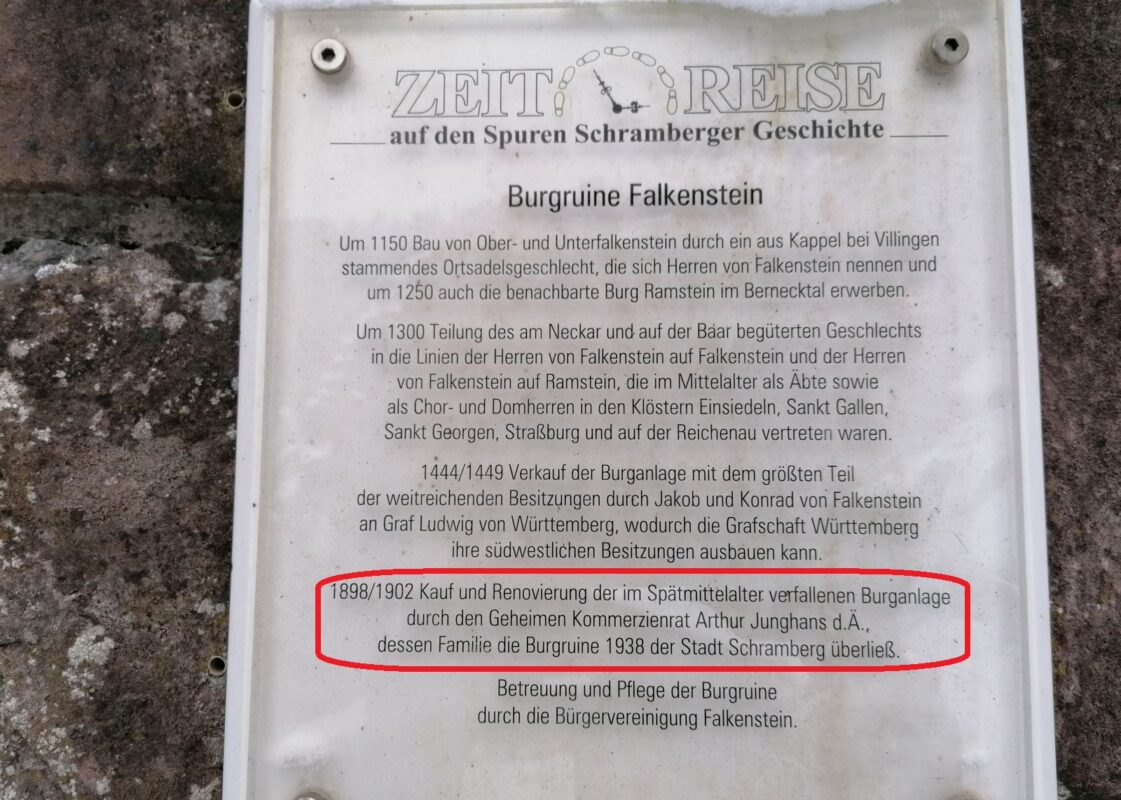 ZEIT REISE
auf den Spuren Schramberger Geschichte
Burgruine Falkenstein
Um 1150 Bau von Ober- und Unterfalkenstein durch ein aus Kappel bei Villingen
stammendes Ortsadelsgeschlecht, die sich Herren von Falkenstein nennen und
um 1250 auch die benachbarte Burg Ramstein im Bernecktal erwerben.
Um 1300 Teilung des am Neckar und auf der Baar begüterten Geschlechts
in die Linien der Herren von Falkenstein auf Falkenstein und der Herren
von Falkenstein auf Ramstein, die im Mittelalter als Äbte sowie
als Chor- und Domherren in den Klöstern Einsiedeln, Sankt Gallen,
Sankt Georgen, Straßburg und auf der Reichenau vertreten waren.
1444/1449 Verkauf der Burganlage mit dem größten Teil
der weitreichenden Besitzungen durch Jakob und Konrad von Falkenstein
an Graf Ludwig von Württemberg, wodurch die Grafschaft Württemberg
ihre südwestlichen Besitzungen ausbauen kann.
1898/1902 Kauf und Renovierung der im Spätmittelalter verfallenen Burganlage
durch den Geheimen Kommerzienrat Arthur Junghans d.Ä.,
dessen Familie die Burgruine 1938 der Stadt Schramberg überließ.
Betreuung und Pflege der Burgruine
durch die Bürgervereinigung Falkenstein.